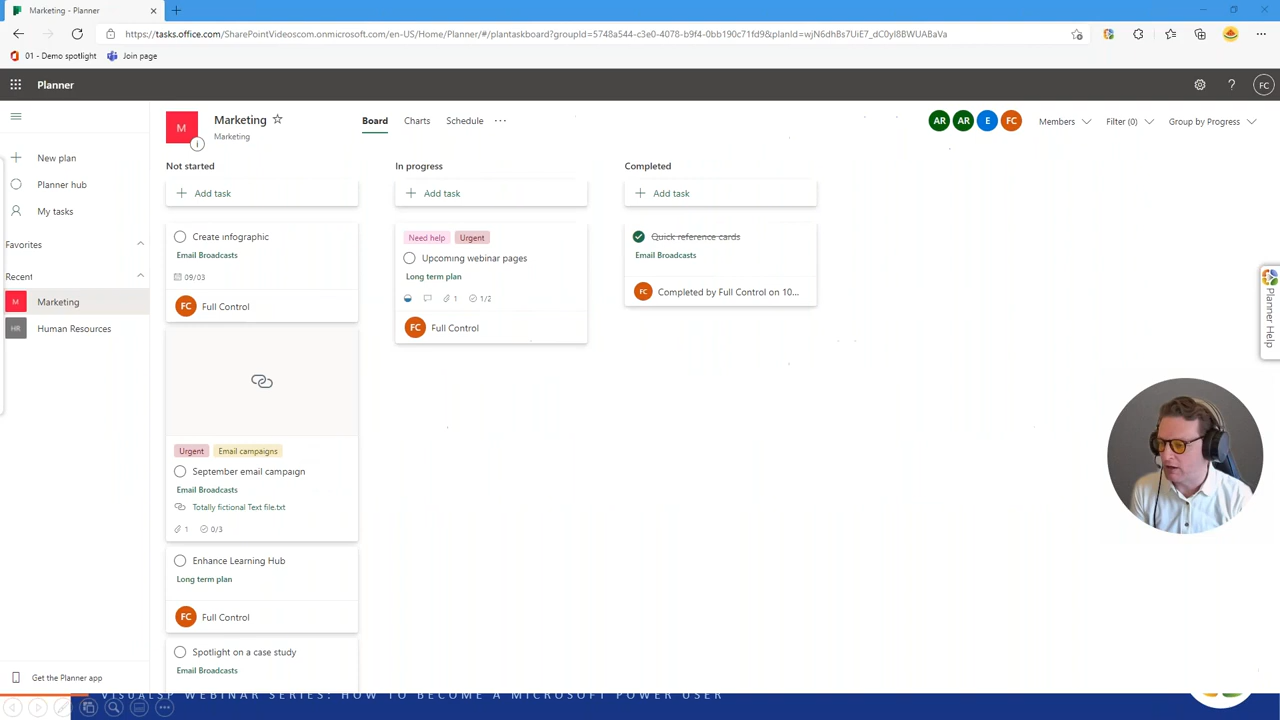 Marketing - Planner
https://tasks.office.com/SharePointVideoscom.onmicrosoft.com/en-US/Home/Planner/#/plantaskboard?groupId=5748a544-c3e0-4078-b9f4-0bb190c71fd9&planId=wjN6dhBs7UiE7_dC0yI8BWUABaVa
01 - Demo spotlight
Join page
Planner
FC
M
Marketing
Marketing
Board
Charts
Schedule
AR
AR
E
FC
Members
Filter (0)
Group by Progress
New plan
Planner hub
My tasks
Favorites
Recent
M
Marketing
HR
Human Resources
Get the Planner app
Not started
Add task
Create infographic
Email Broadcasts
09/03
FC
Full Control
Urgent
Email campaigns
September email campaign
Email Broadcasts
Totally fictional Text file.txt
1
0/3
Enhance Learning Hub
Long term plan
FC
Full Control
Spotlight on a case study
Email Broadcasts
In progress
Add task
Need help
Urgent
Upcoming webinar pages
Long term plan
1
1/2
FC
Full Control
Completed
Add task
Quick reference cards
Email Broadcasts
FC
Completed by Full Control on 10...
Planner Help
VISUALSP WEBINAR SERIES: HOW TO BECOME A MICROSOFT POWER USER